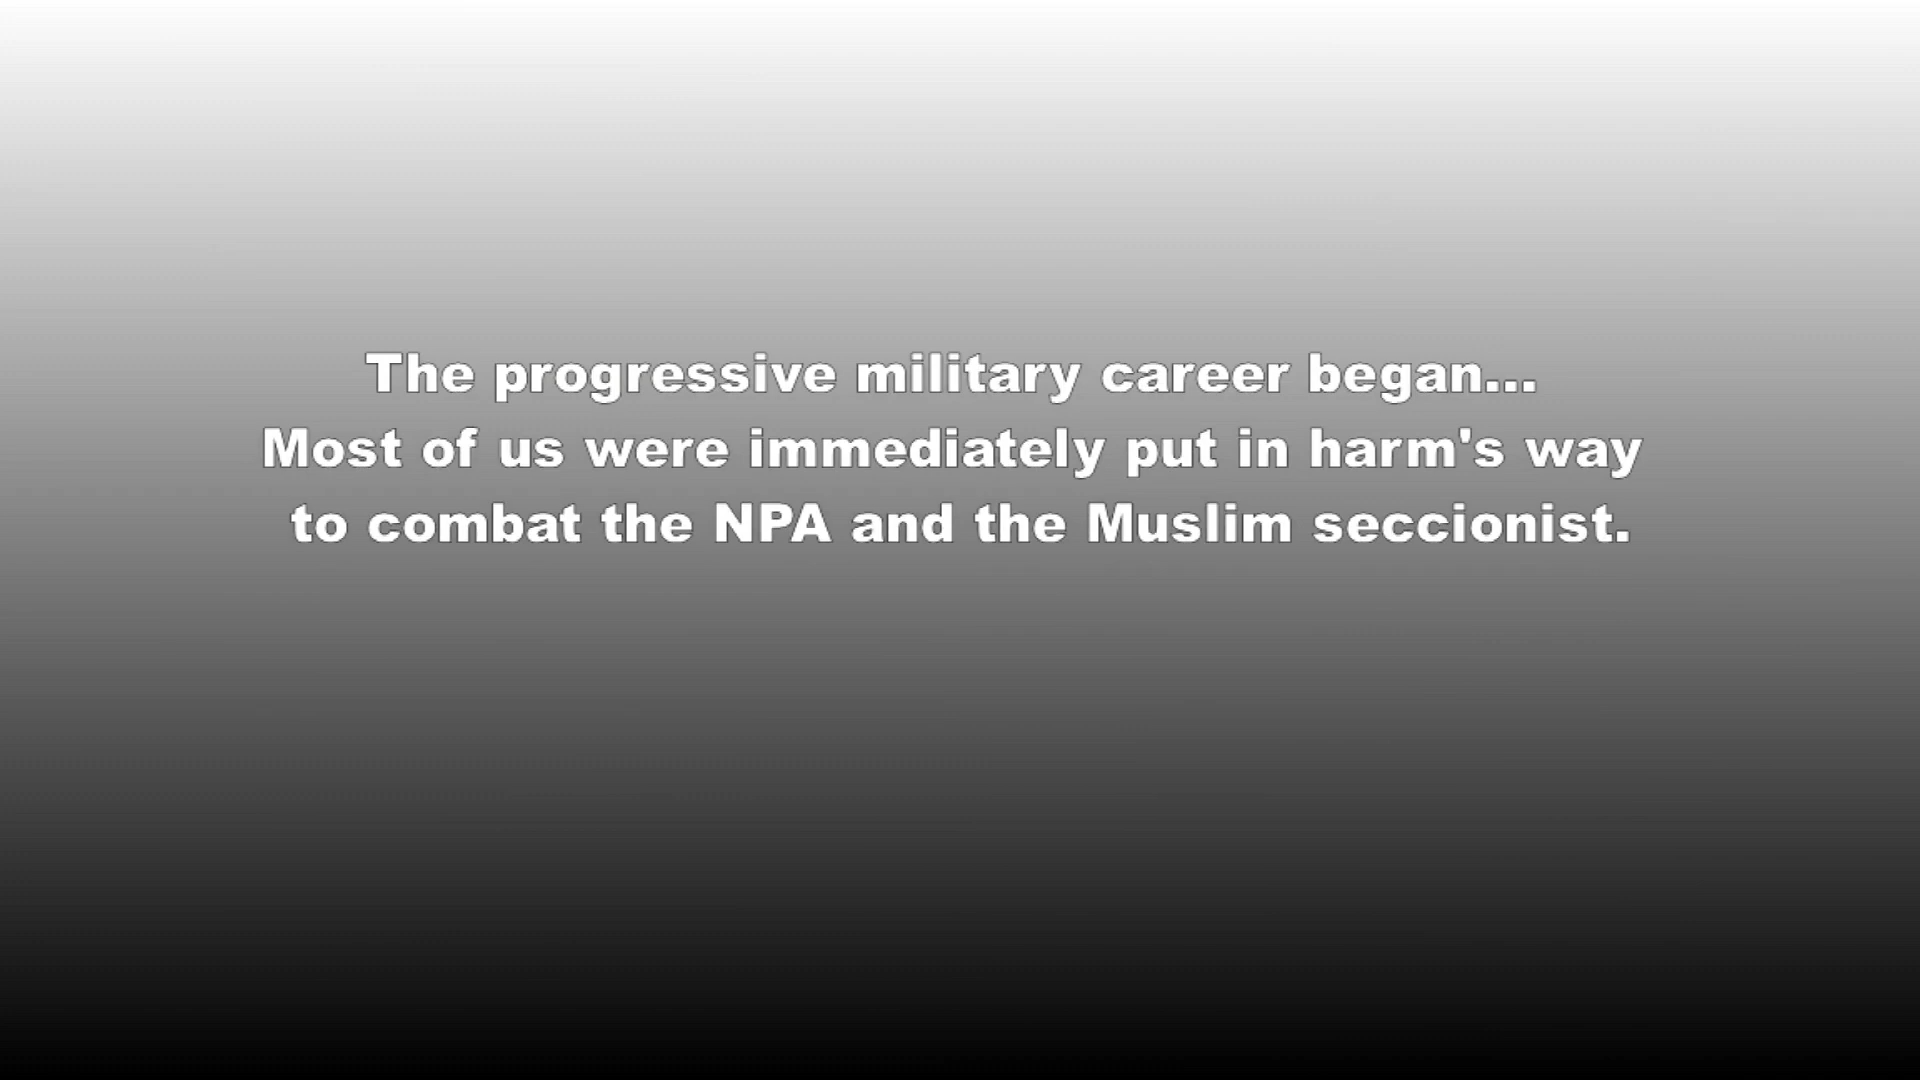 The progressive military career began...
Most of us were immediately put in harm's way
to combat the NPA and the Muslim seccionist.